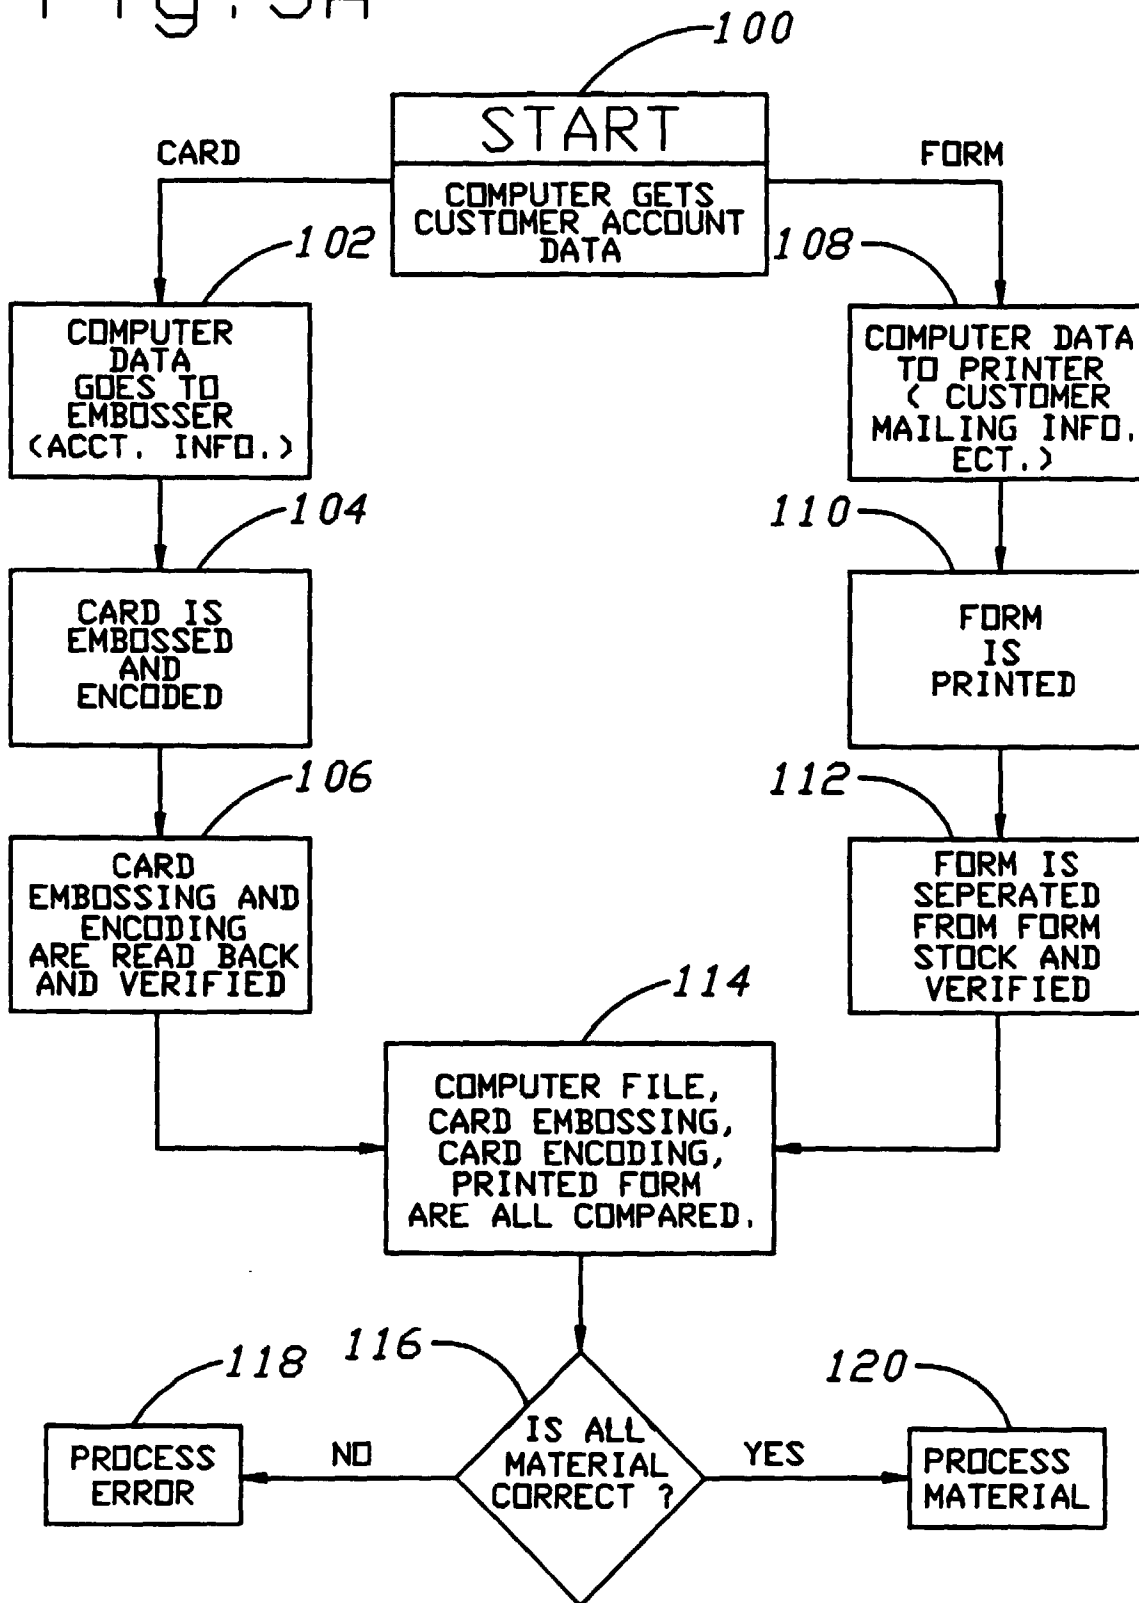 Fig. 5A
100
START
CARD
FORM
COMPUTER GETS
CUSTOMER ACCOUNT
DATA
102
108
COMPUTER
DATA
GOES TO
EMBOSSER
(ACCT. INFO.)
COMPUTER DATA
TO PRINTER
( CUSTOMER
MAILING INFO.
ECT.)
104
110
CARD IS
EMBOSSED
AND
ENCODED
FORM
IS
PRINTED
106
112
CARD
EMBOSSING AND
ENCODING
ARE READ BACK
AND VERIFIED
FORM IS
SEPERATED
FROM FORM
STOCK AND
VERIFIED
114
COMPUTER FILE,
CARD EMBOSSING,
CARD ENCODING,
PRINTED FORM
ARE ALL COMPARED.
116
118
120
IS ALL
MATERIAL
CORRECT ?
NO
YES
PROCESS
ERROR
PROCESS
MATERIAL